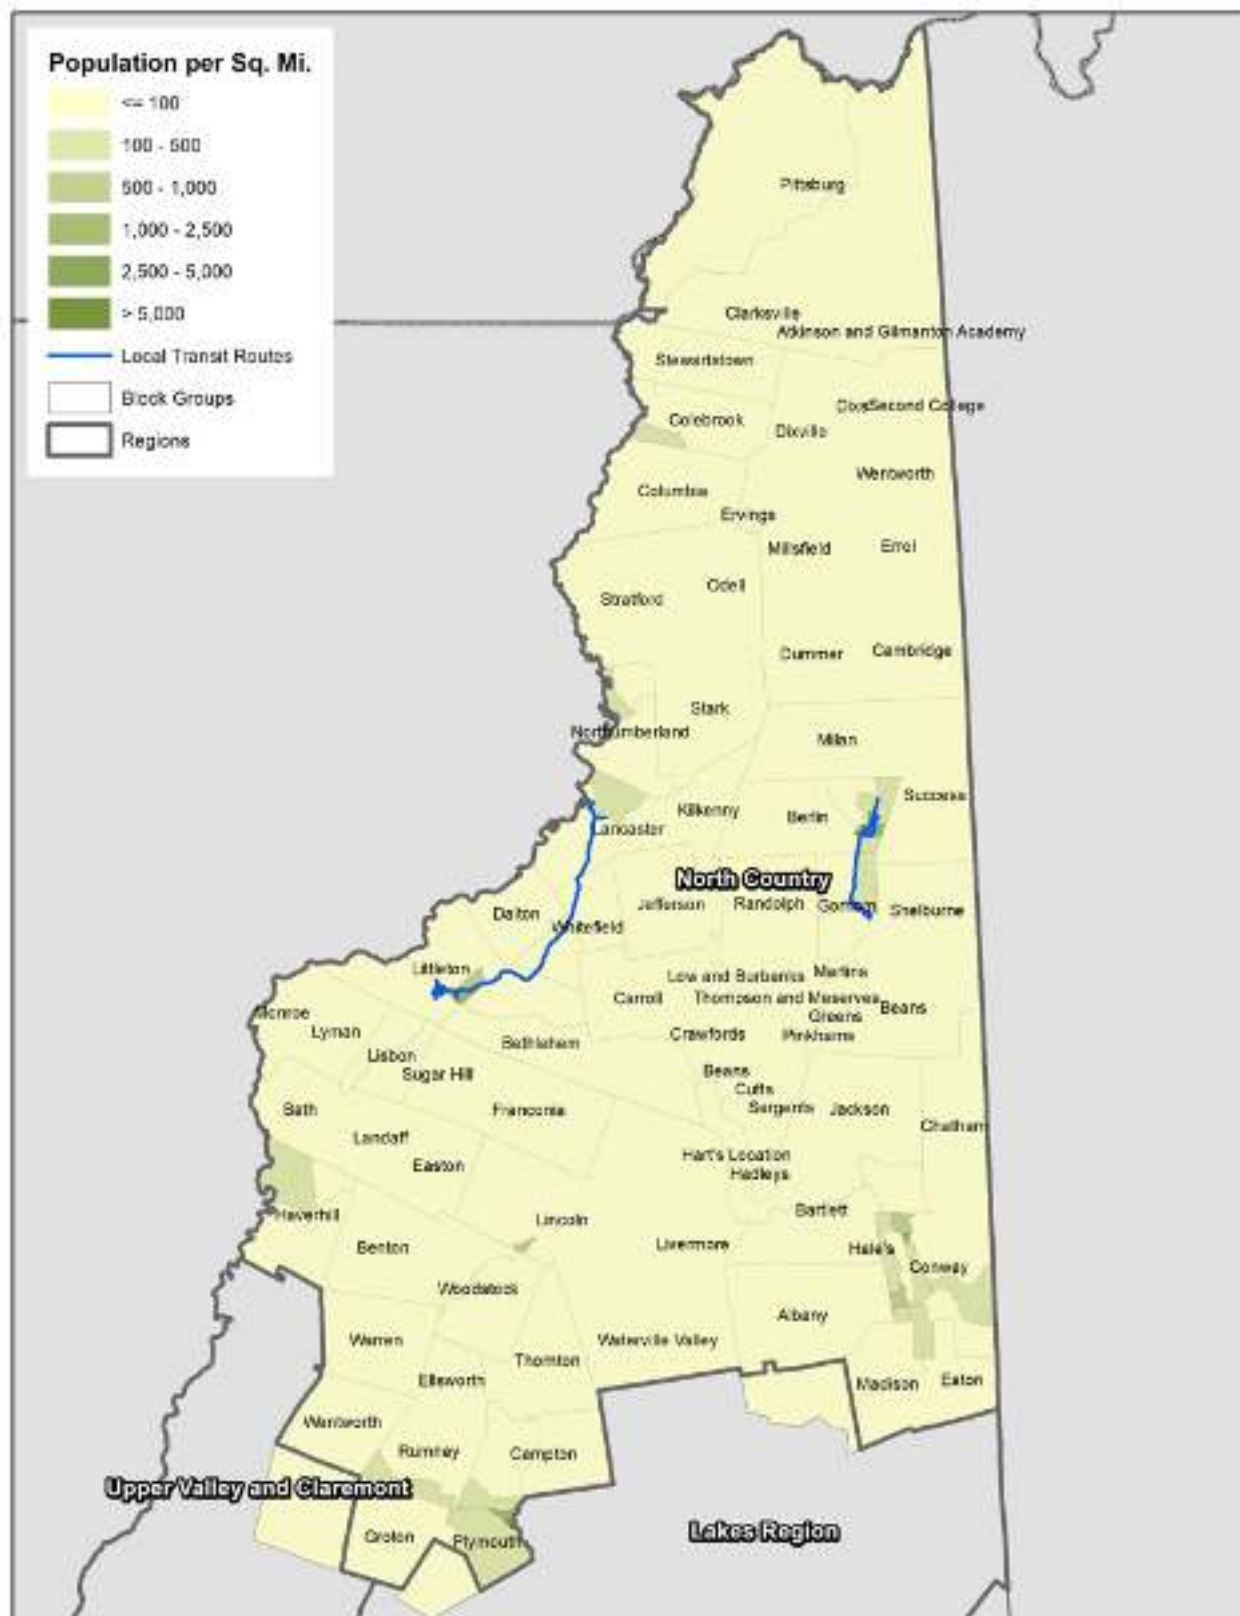 Population per Sq. Mi.
<= 100
100 - 500
500 - 1,000
1,000 - 2,500
2,500 - 5,000
> 5,000
Local Transit Routes
Block Groups
Regions
Pittsburg
Clarksville
Atkinson and Gilmanton Academy
Stewartstown
Colebrook
DixsSecond College
Dixville
Wentworth
Columbia
Ervings
Millsfield
Errol
Odell
Stratford
Dummer
Cambridge
Stark
Northumberland
Milan
Success
Kilkenny
Berlin
Lancaster
North Country
Jefferson
Randolph
Gorham
Shelburne
Dalton
Whitefield
Littleton
Low and Burbanks
Martins
Carroll
Thompson and Meserves
Beans
Greens
Monroe
Lyman
Crawfords
Pinkhams
Bethlehem
Lisbon
Sugar Hill
Beans
Cutts
Sargents
Jackson
Bath
Franconia
Chatham
Landaff
Easton
Hart's Location
Hadleys
Haverhill
Lincoln
Bartlett
Benton
Livermore
Hale's
Conway
Woodstock
Albany
Warren
Waterville Valley
Thornton
Ellsworth
Madison
Eaton
Wentworth
Rumney
Campton
Upper Valley and Claremont
Groton
Plymouth
Lakes Region